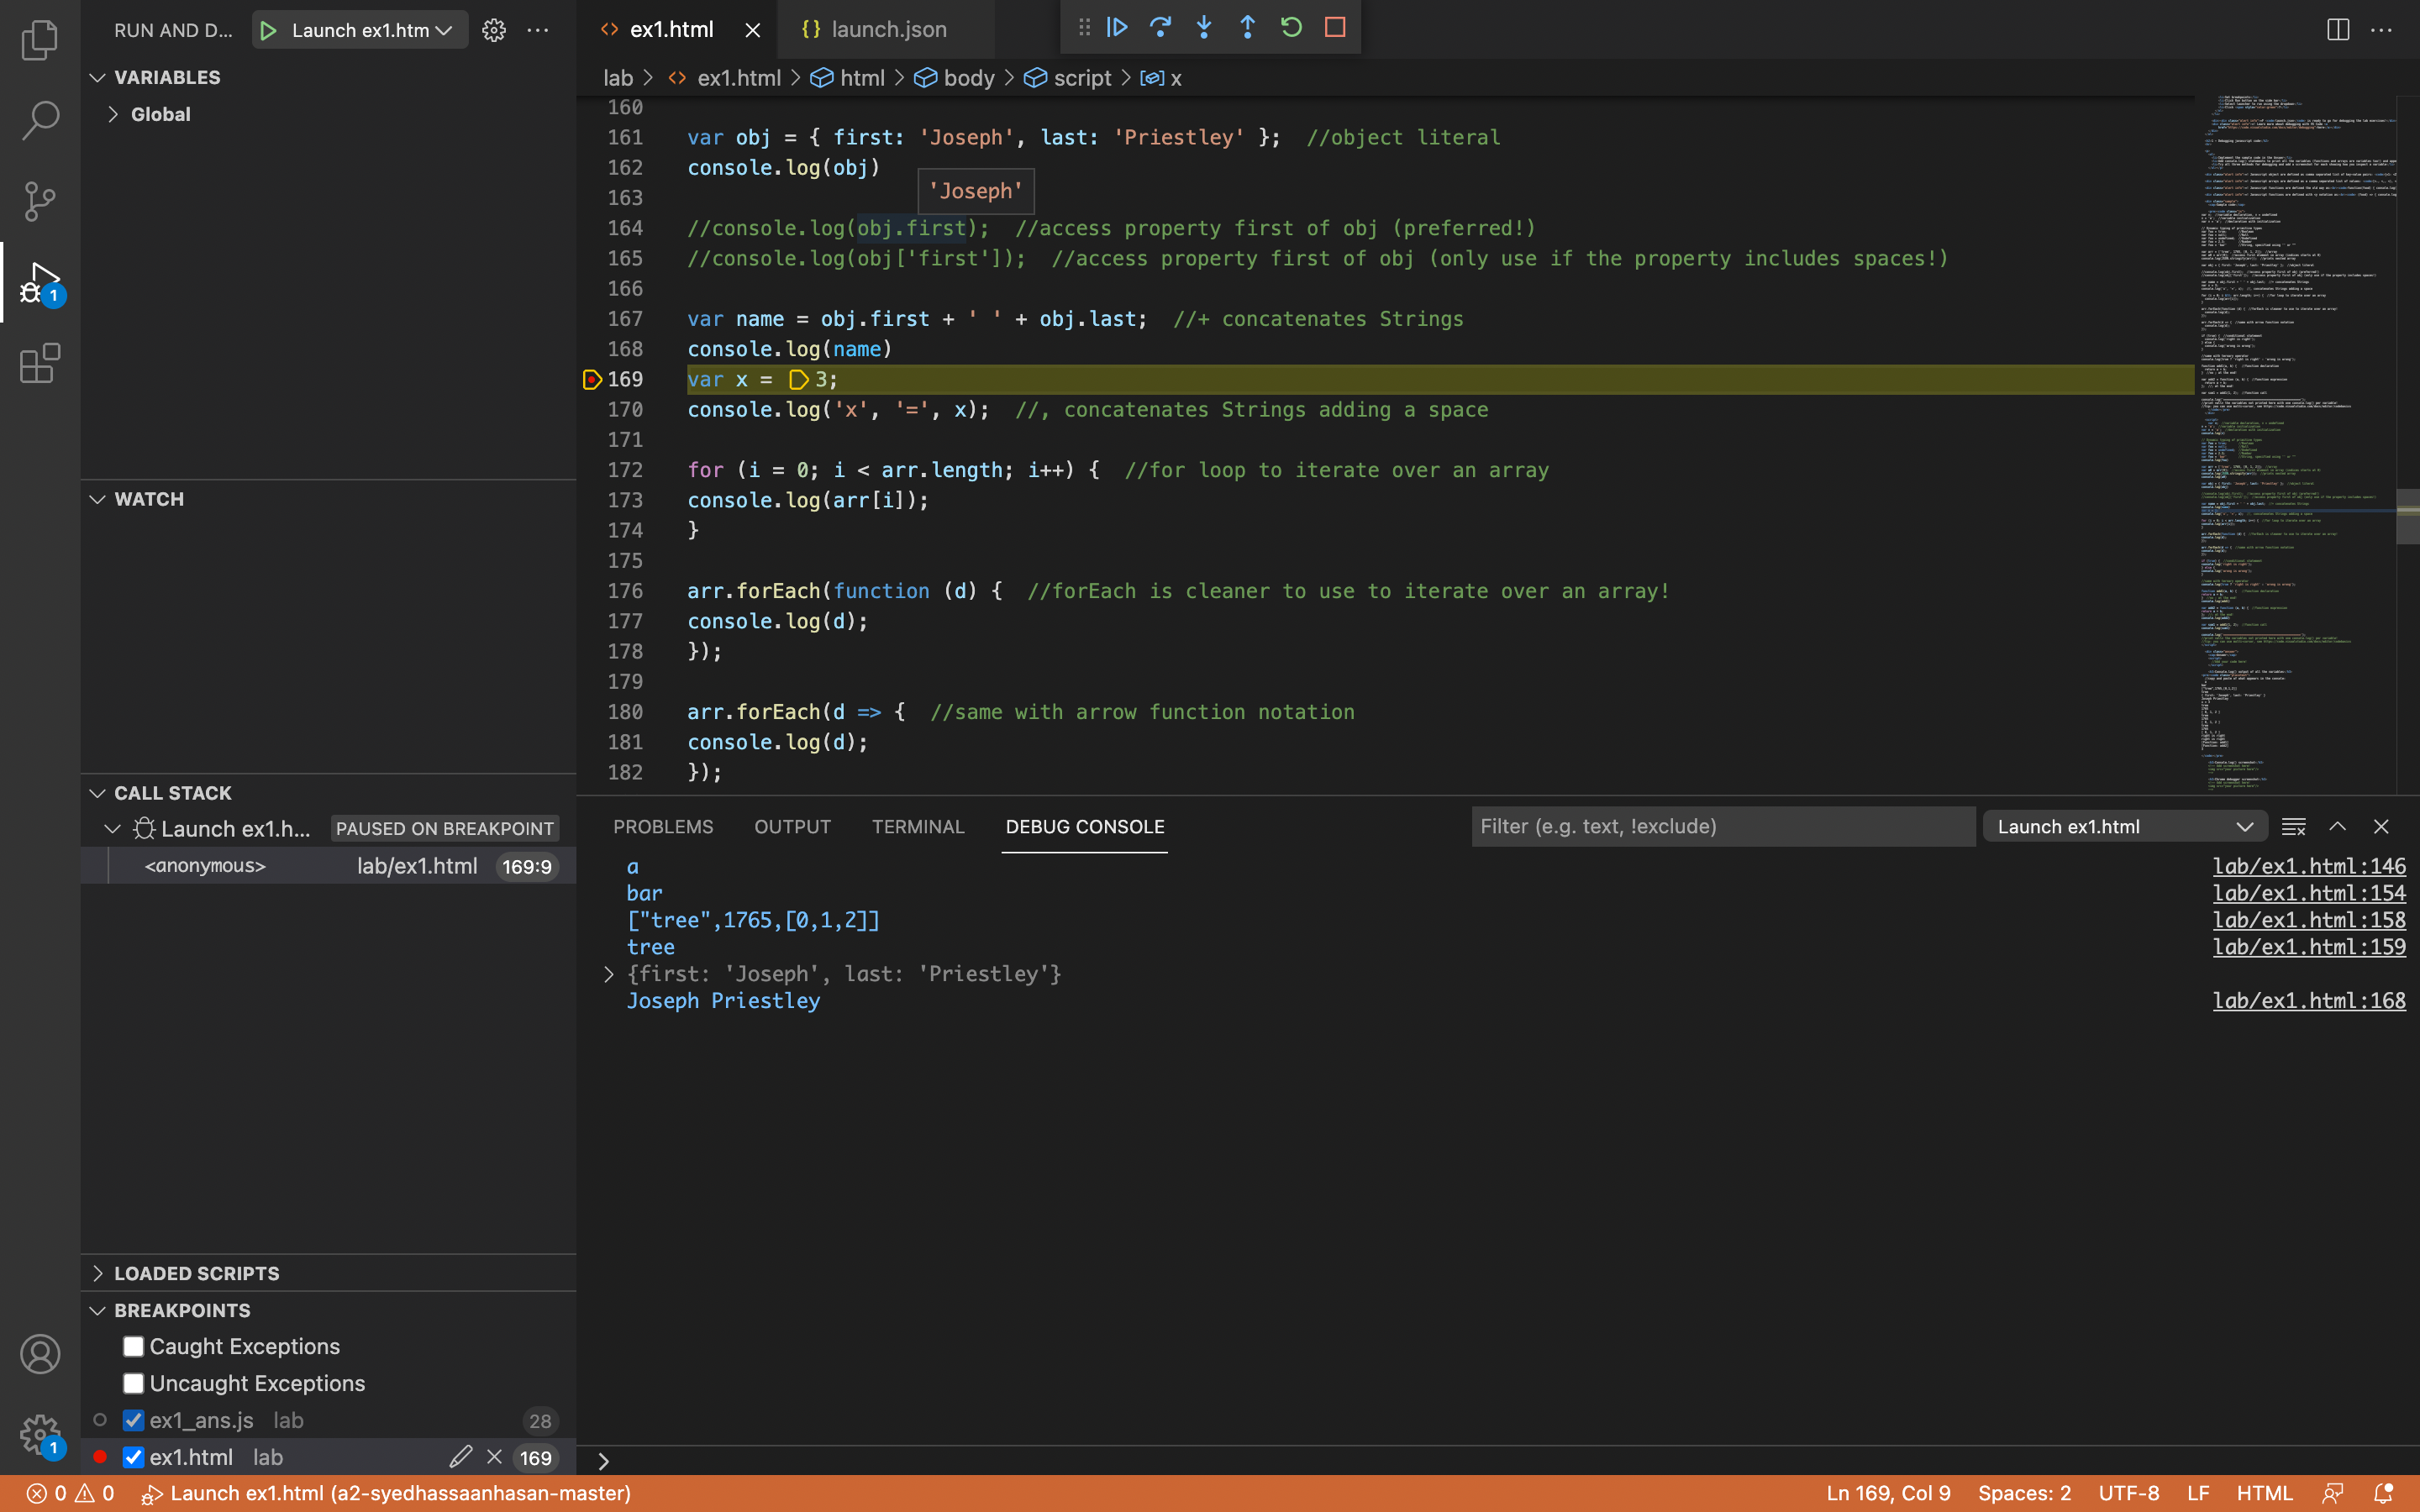 RUN AND D... Launch ex1.htm
ex1.html
launch.json
VARIABLES
Global
WATCH
CALL STACK
Launch ex1.h... PAUSED ON BREAKPOINT
<anonymous> lab/ex1.html 169:9
LOADED SCRIPTS
BREAKPOINTS
Caught Exceptions
Uncaught Exceptions
ex1_ans.js lab 28
ex1.html lab 169
1
1
lab > ex1.html > html > body > script > x
160
161 var obj = { first: 'Joseph', last: 'Priestley' };  //object literal
162 console.log(obj)
'Joseph'
163
164 //console.log(obj.first);  //access property first of obj (preferred!)
165 //console.log(obj['first']);  //access property first of obj (only use if the property includes spaces!)
166
167 var name = obj.first + ' ' + obj.last;  //+ concatenates Strings
168 console.log(name)
169 var x = 3;
170 console.log('x', '=', x);  //, concatenates Strings adding a space
171
172 for (i = 0; i < arr.length; i++) {  //for loop to iterate over an array
173 console.log(arr[i]);
174 }
175
176 arr.forEach(function (d) {  //forEach is cleaner to use to iterate over an array!
177 console.log(d);
178 });
179
180 arr.forEach(d => {  //same with arrow function notation
181 console.log(d);
182 });
PROBLEMS OUTPUT TERMINAL DEBUG CONSOLE Filter (e.g. text, !exclude) Launch ex1.html
a lab/ex1.html:146
bar lab/ex1.html:154
["tree",1765,[0,1,2]] lab/ex1.html:158
tree lab/ex1.html:159
{first: 'Joseph', last: 'Priestley'}
Joseph Priestley lab/ex1.html:168
0 0 Launch ex1.html (a2-syedhassaanhasan-master) Ln 169, Col 9 Spaces: 2 UTF-8 LF HTML